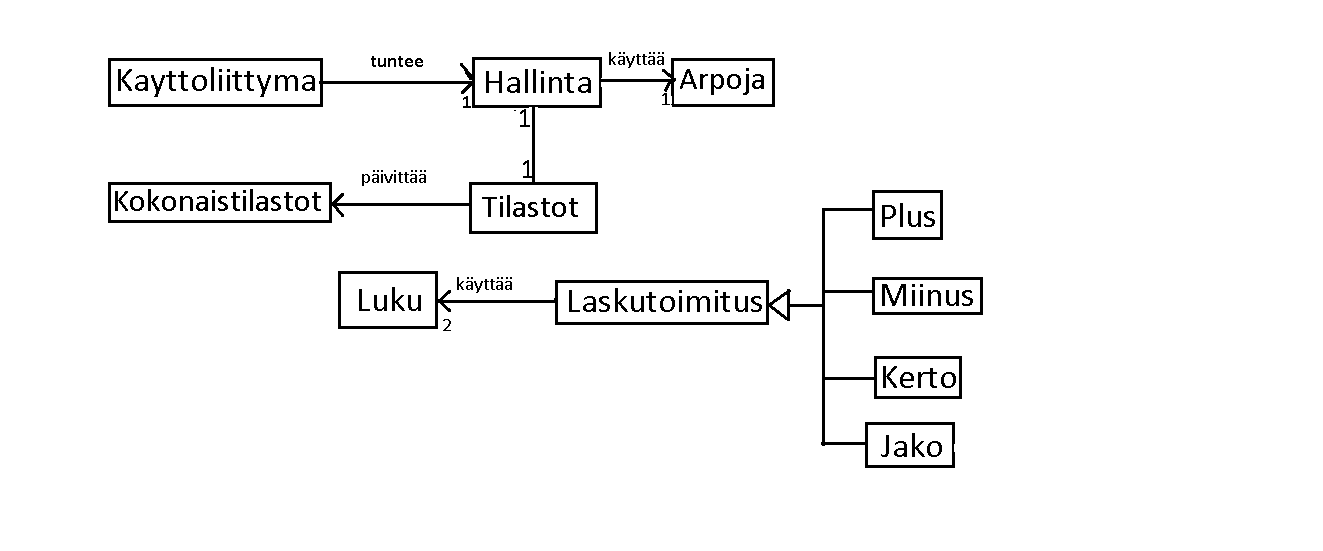 tuntee
käyttää
Kayttoliittyma
Hallinta
Arpoja
1
1
1
1
päivittää
Kokonaistilastot
Tilastot
Plus
käyttää
Luku
Laskutoimitus
Miinus
2
Kerto
Jako